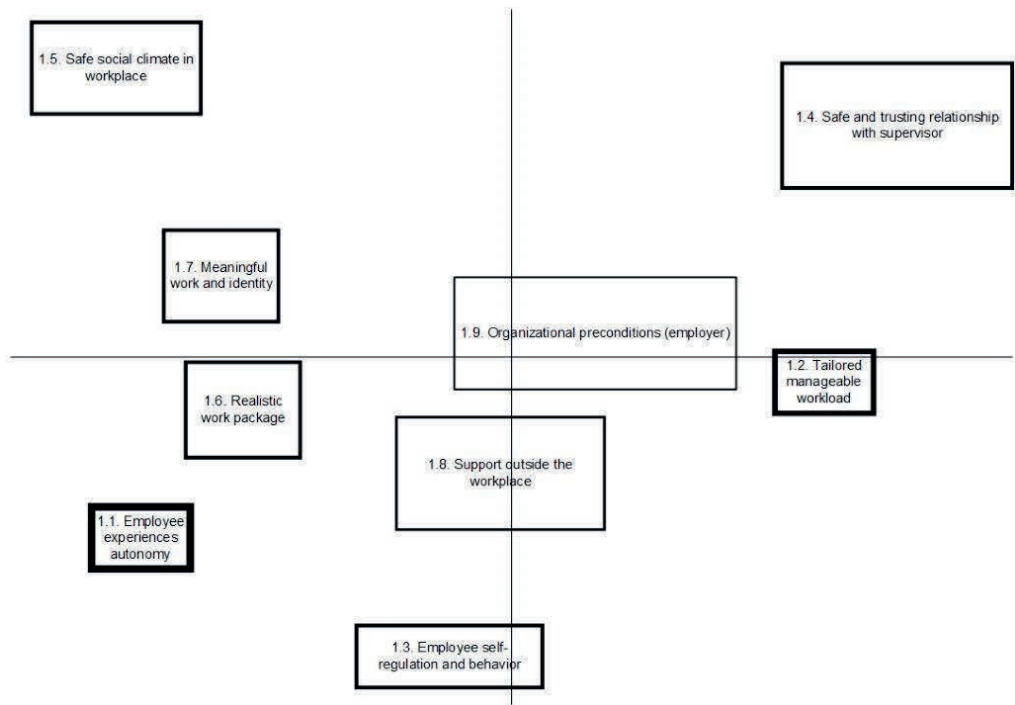 1.5. Safe social climate in
workplace
1.4. Safe and trusting relationship
with supervisor
1.7. Meaningful
work and identity
1.9. Organizational preconditions (employer)
1.2. Tailored
manageable
workload
1.6. Realistic
work package
1.8. Support outside the
workplace
1.1. Employee
experiences
autonomy
1.3. Employee self-
regulation and behavior